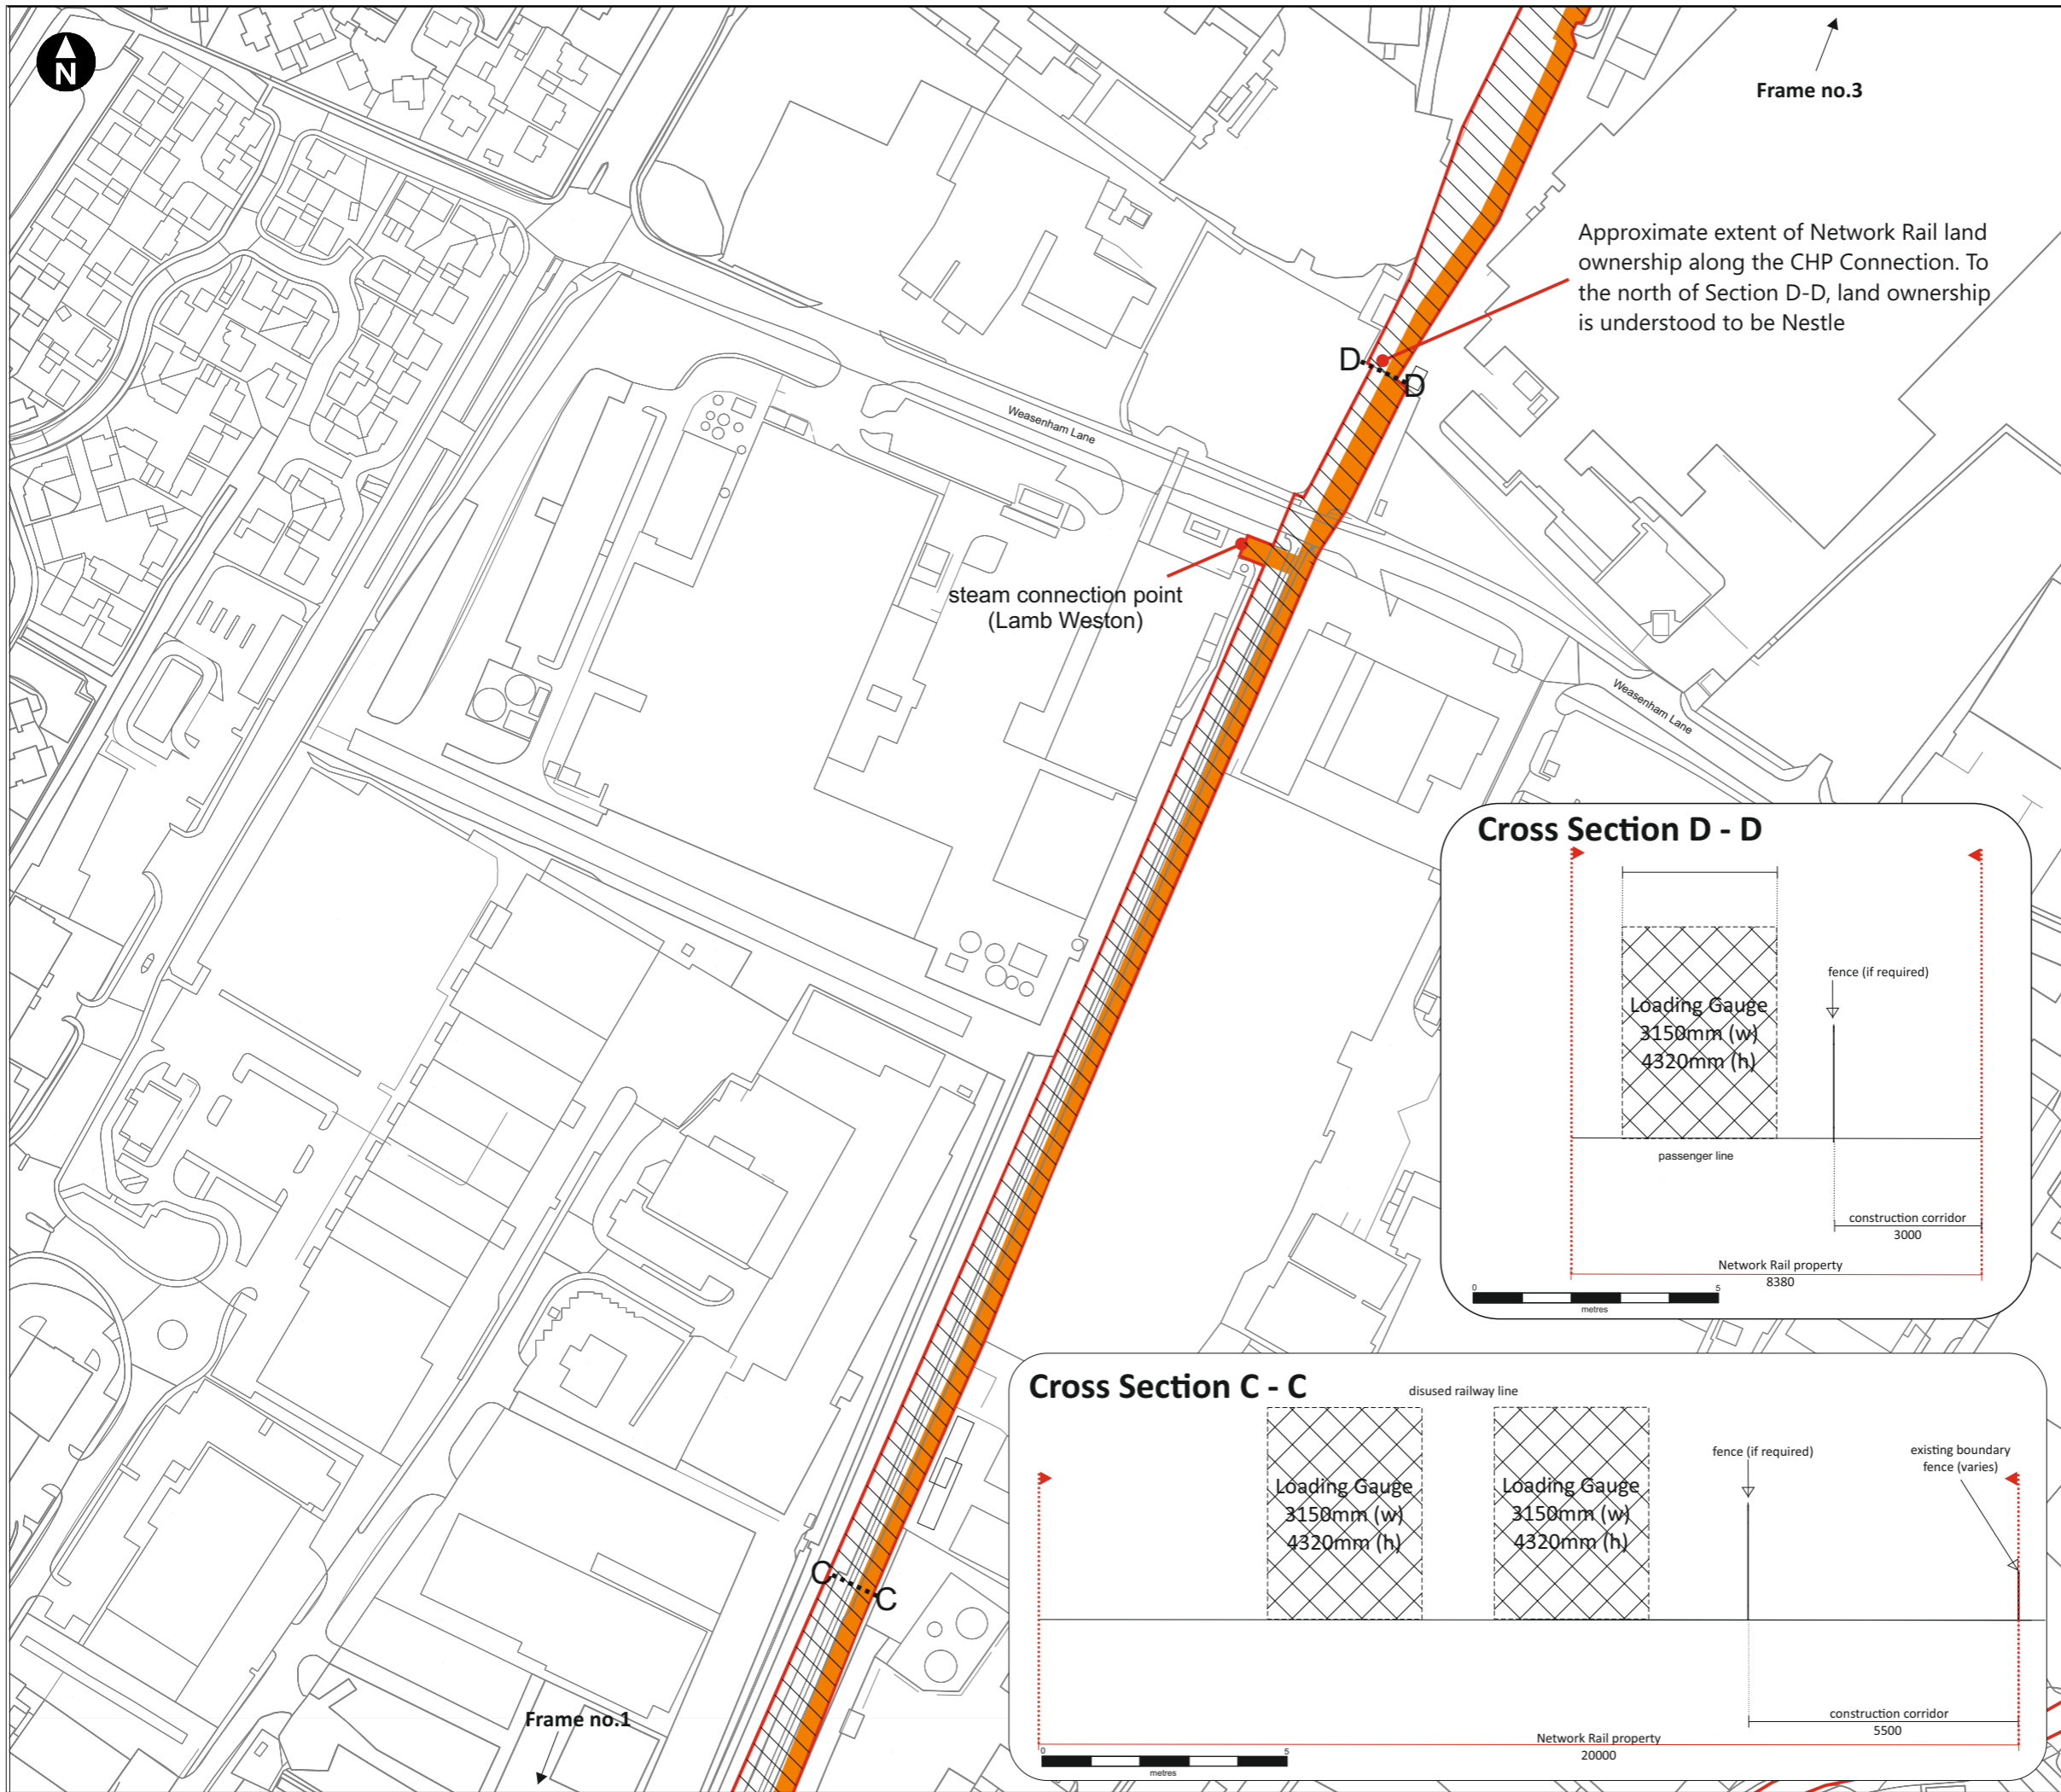 N
Frame no.3
Approximate extent of Network Rail land
ownership along the CHP Connection. To
the north of Section D-D, land ownership
is understood to be Nestle
D
D
Weasenham Lane
steam connection point
(Lamb Weston)
Weasenham Lane
Cross Section D - D
fence (if required)
Loading Gauge
3150mm (w)
4320mm (h)
passenger line
construction corridor
3000
Network Rail property
8380
0 5
metres
Cross Section C - C
disused railway line
fence (if required)
existing boundary
fence (varies)
Loading Gauge
3150mm (w)
4320mm (h)
Loading Gauge
3150mm (w)
4320mm (h)
C
C
construction corridor
5500
Network Rail property
20000
0 5
metres
Frame no.1